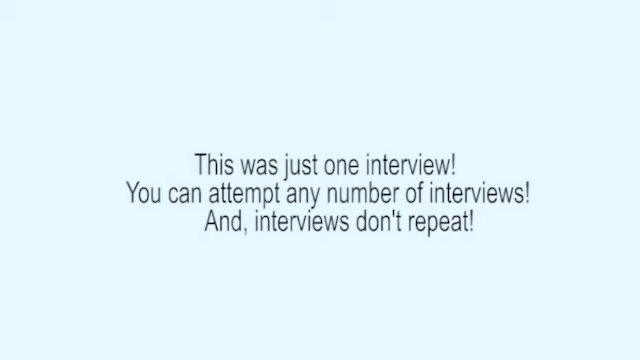 This was just one interview!
You can attempt any number of interviews!
And, interviews don't repeat!